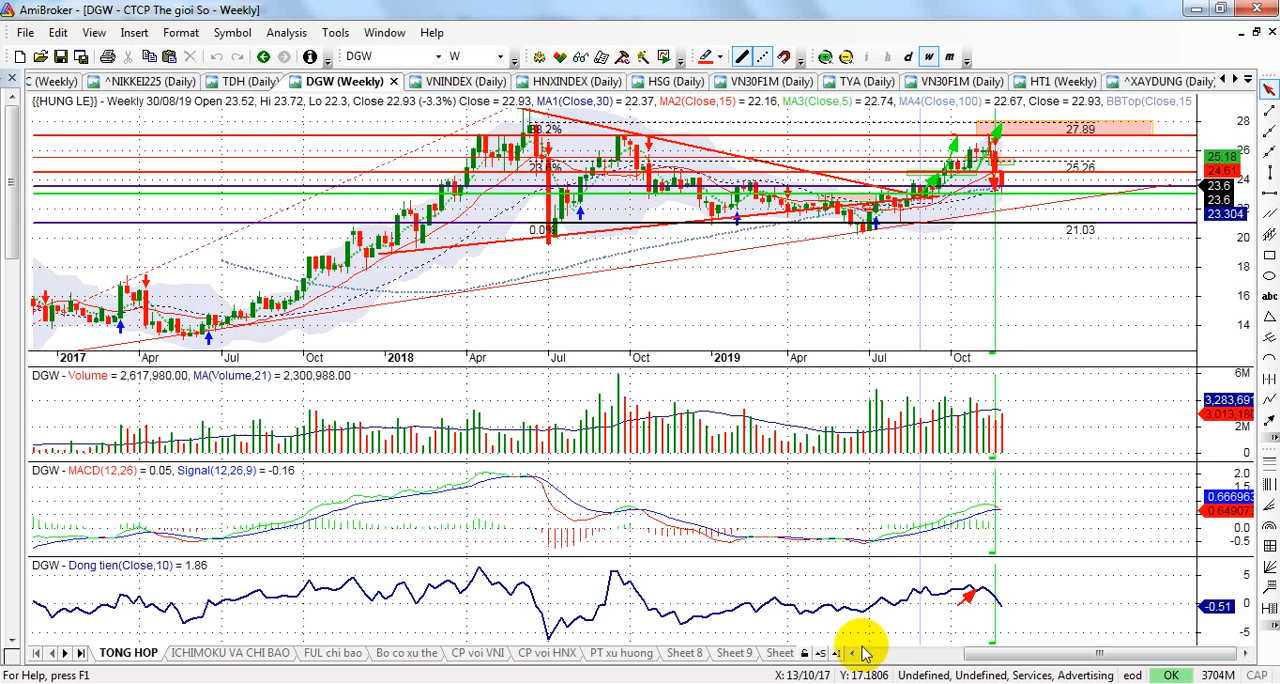 AmiBroker - [DGW - CTCP The gioi So - Weekly]
File Edit View Insert Format Symbol Analysis Tools Window Help
DGW W i h d w m
C (Weekly) ^NIKKEI225 (Daily) TDH (Daily) DGW (Weekly) VNINDEX (Daily) HNXINDEX (Daily) HSG (Daily) VN30F1M (Daily) TYA (Daily) VN30F1M (Daily) HT1 (Weekly) ^XAYDUNG (Daily)
{{HUNG LE}} - Weekly 30/08/19 Open 23.52, Hi 23.72, Lo 22.3, Close 22.93 (-3.3%) Close = 22.93, MA1(Close,30) = 22.37, MA2(Close,15) = 22.16, MA3(Close,5) = 22.74, MA4(Close,100) = 22.67, Close = 22.93, BBTop(Close,15
28
27.89
26
25.18
25.26
24.61
24
23.6
23.6
23.304
0.0%
21.03
20
18
16
14
abc
2017 Apr Jul Oct 2018 Apr Jul Oct 2019 Apr Jul Oct
DGW - Volume = 2,617,980.00, MA(Volume,21) = 2,300,988.00
6M
3,283,691
3,013,180
2M
0
DGW - MACD(12,26) = 0.05, Signal(12,26,9) = -0.16
2.0
1.5
0.666963
0.649073
0.0
-0.5
DGW - Dong tien(Close,10) = 1.86
5
0
-0.51
-5
TONG HOP ICHIMOKU VA CHI BAO FUL chi bao Bo co xu the CP voi VNI CP voi HNX PT xu huong Sheet 8 Sheet 9 Sheet
For Help, press F1 X: 13/10/17 Y: 17.1806 Undefined, Undefined, Services, Advertising eod OK 3704M CAP